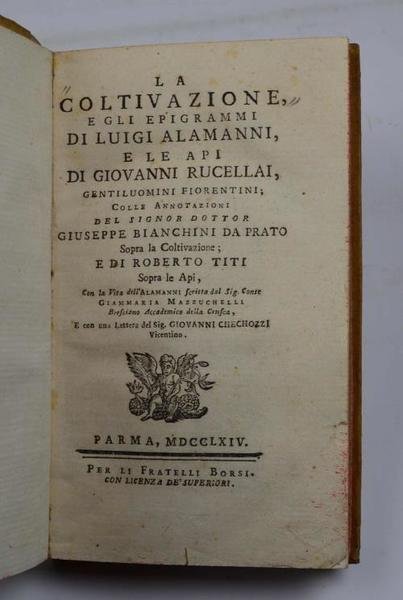 LA
COLTIVAZIONE,
E GLI EPIGRAMMI
DI LUIGI ALAMANNI,
E LE API
DI GIOVANNI RUCELLAI,
GENTILUOMINI FIORENTINI;
COLLE ANNOTAZIONI
DEL SIGNOR DOTTOR
GIUSEPPE BIANCHINI DA PRATO
Sopra la Coltivazione;
E DI ROBERTO TITI
Sopra le Api,
Con la Vita dell'ALAMANNI scritta dal Sig. Conte
GIAMMARIA MAZZUCHELLI
Bresciano Accademico della Crusca,
E con una Lettera del Sig. GIOVANNI CHECHOZZI
Vicentino.
PARMA, MDCCLXIV.
PER LI FRATELLI BORSI.
CON LICENZA DE' SUPERIORI.